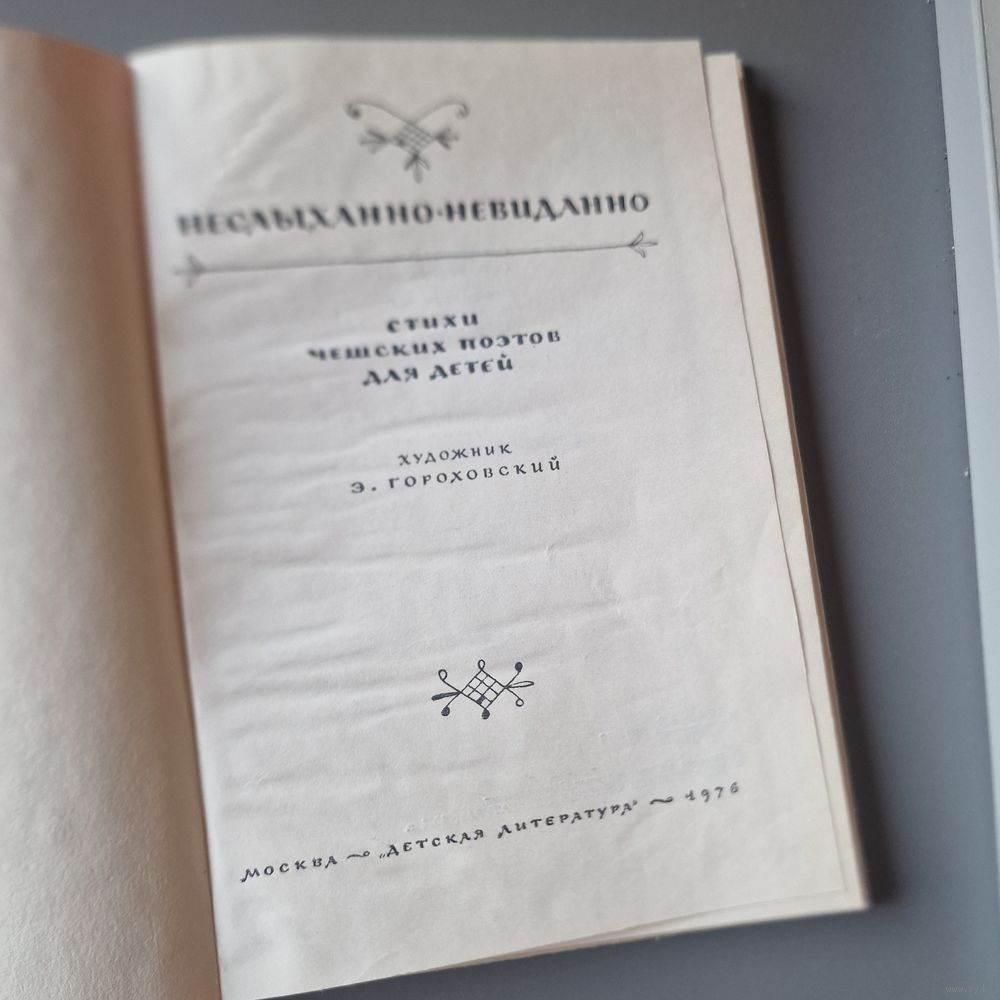 НЕСЛЫХАННО·НЕВИДАННО
СТИХИ
ЧЕШСКИХ ПОЭТОВ
ДЛЯ ДЕТЕЙ
ХУДОЖНИК
Э. ГОРОХОВСКИЙ
МОСКВА ~ „ДЕТСКАЯ ЛИТЕРАТУРА" ~ 1976